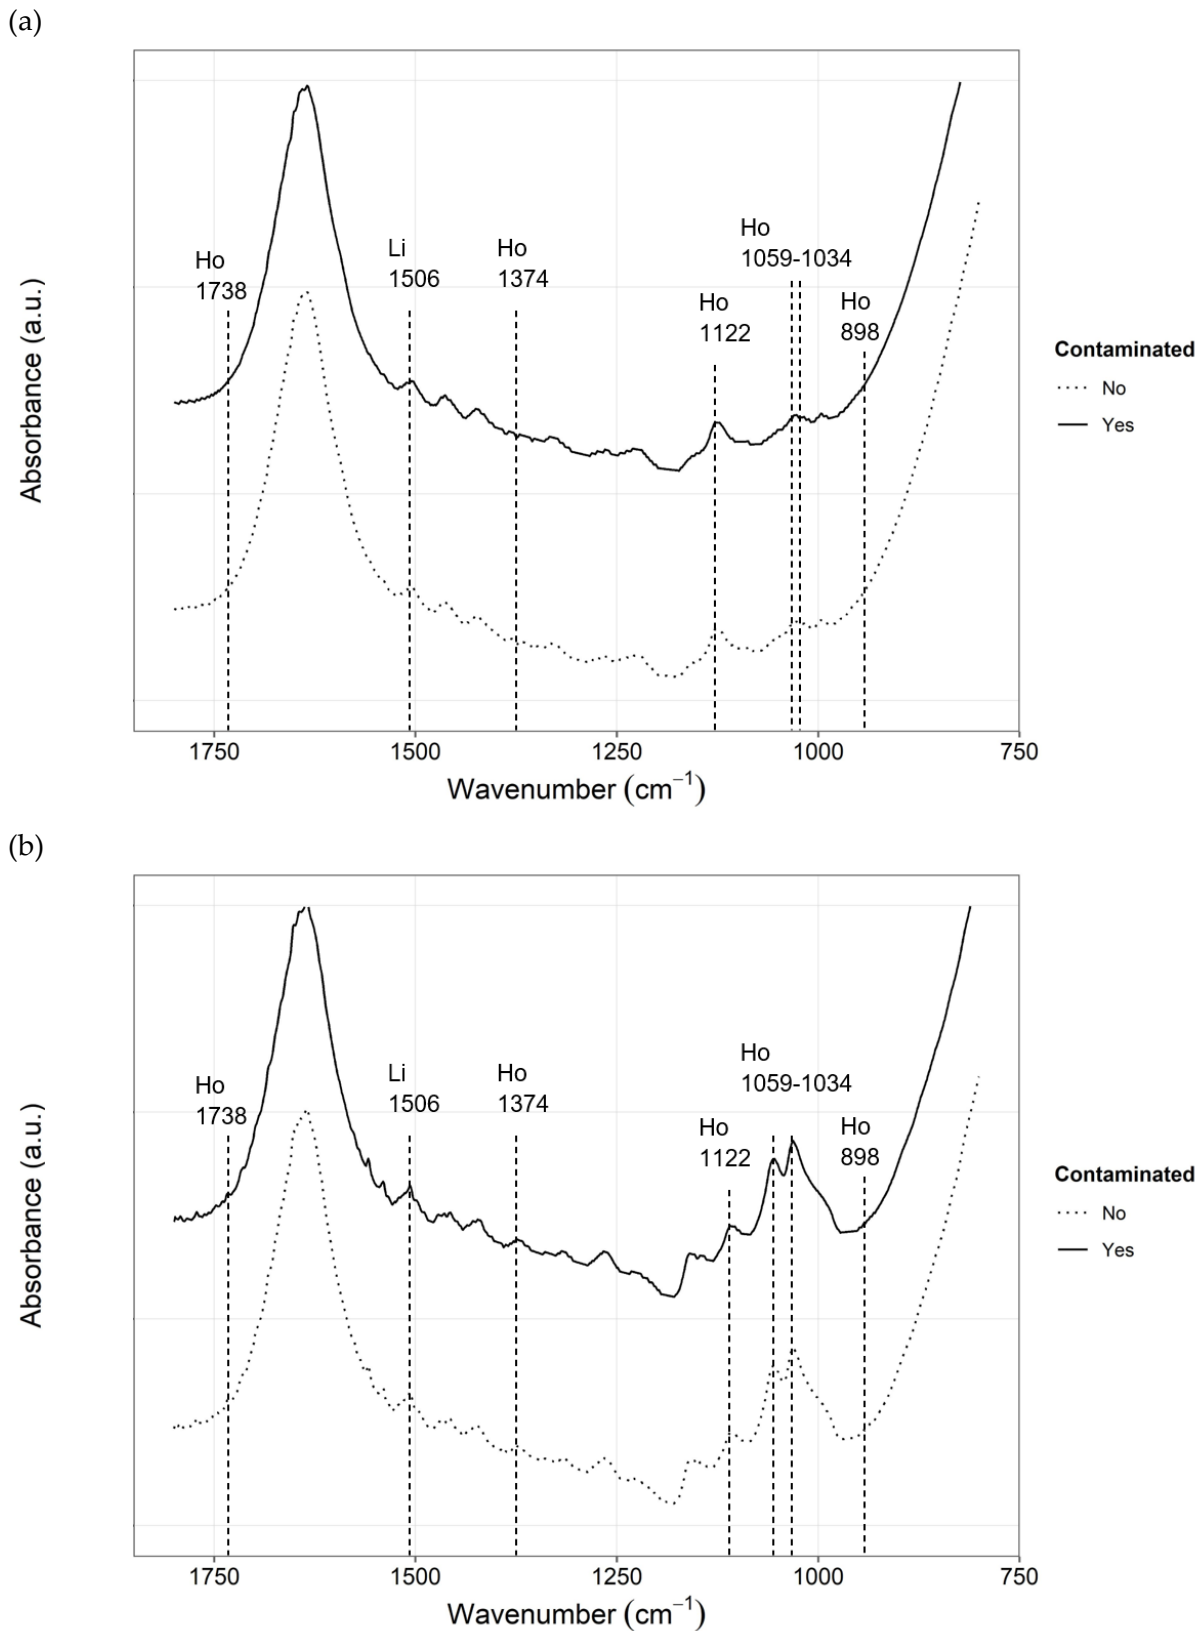 (a)
Ho
1738
Li
1506
Ho
1374
Ho
1059-1034
Ho
1122
Ho
898
Absorbance (a.u.)
1750
1500
1250
1000
750
Wavenumber (cm⁻¹)
Contaminated
No
Yes
(b)
Ho
1738
Li
1506
Ho
1374
Ho
1059-1034
Ho
1122
Ho
898
Absorbance (a.u.)
1750
1500
1250
1000
750
Wavenumber (cm⁻¹)
Contaminated
No
Yes